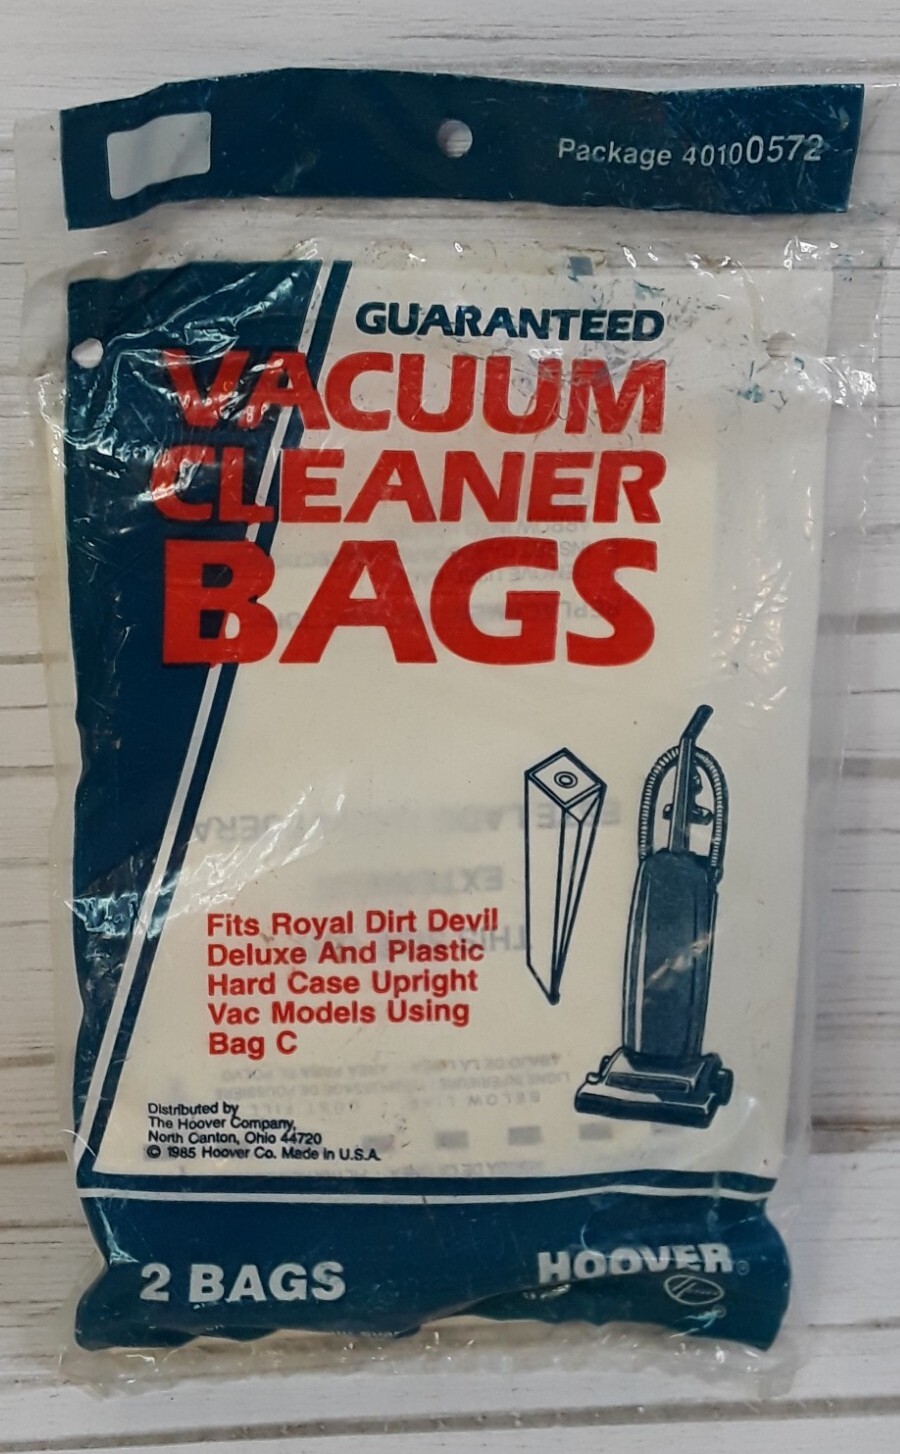 Package 40100572
GUARANTEED
VACUUM
CLEANER
BAGS
Fits Royal Dirt Devil
Deluxe And Plastic
Hard Case Upright
Vac Models Using
Bag C
Distributed by
The Hoover Company,
North Canton, Ohio 44720
© 1985 Hoover Co. Made in U.S.A.
2 BAGS
HOOVER®